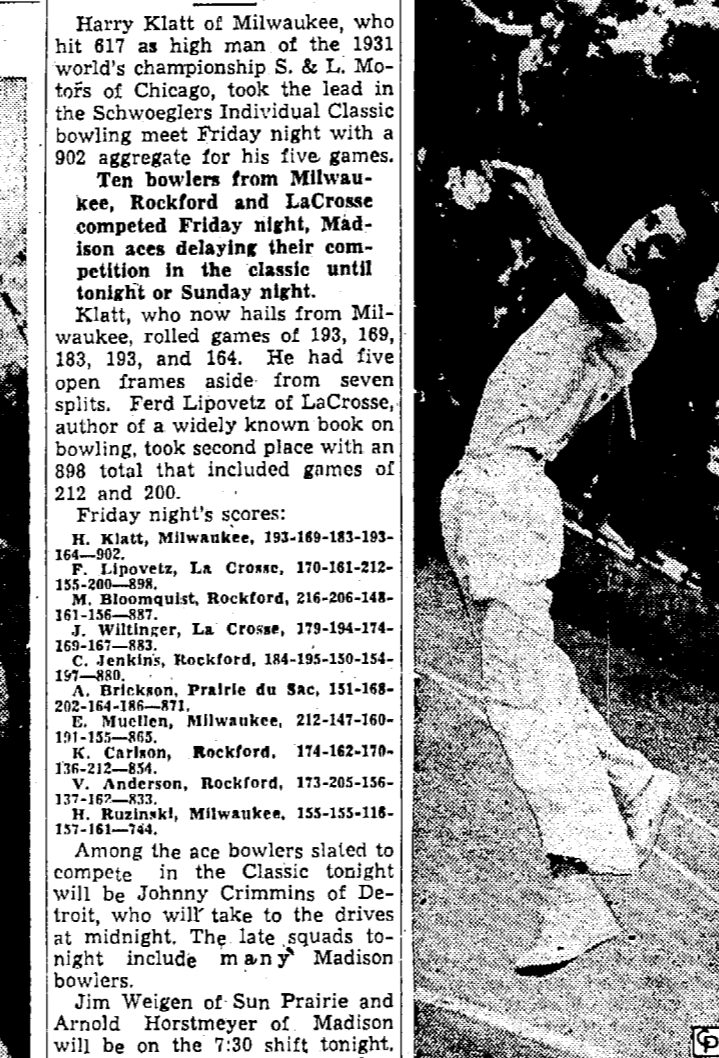 Harry Klatt of Milwaukee, who
hit 617 as high man of the 1931
world's championship S. & L. Mo-
tors of Chicago, took the lead in
the Schwoeglers Individual Classic
bowling meet Friday night with a
902 aggregate for his five games.
Ten bowlers from Milwau-
kee, Rockford and LaCrosse
competed Friday night, Mad-
ison aces delaying their com-
petition in the classic until
tonight or Sunday night.
Klatt, who now hails from Mil-
waukee, rolled games of 193, 169,
183, 193, and 164. He had five
open frames aside from seven
splits. Ferd Lipovetz of LaCrosse,
author of a widely known book on
bowling, took second place with an
898 total that included games of
212 and 200.
Friday night's scores:
H. Klatt, Milwaukee, 193-169-183-193-
164—902.
F. Lipovetz, La Crosse, 170-161-212-
155-200—898.
M. Bloomquist, Rockford, 216-206-148-
161-156—887.
J. Wiltinger, La Crosse, 179-194-174-
169-167—883.
C. Jenkins, Rockford, 184-195-150-154-
197—880.
A. Brickson, Prairie du Sac, 151-168-
202-164-186—871.
E. Muellen, Milwaukee, 212-147-160-
191-155—865.
K. Carlson, Rockford, 174-162-170-
136-212—854.
V. Anderson, Rockford, 173-205-156-
137-162—833.
H. Ruzinski, Milwaukee, 155-155-116-
157-161—744.
Among the ace bowlers slated to
compete in the Classic tonight
will be Johnny Crimmins of De-
troit, who will take to the drives
at midnight. The late squads to-
night include many Madison
bowlers.
Jim Weigen of Sun Prairie and
Arnold Horstmeyer of Madison
will be on the 7:30 shift tonight.
CP